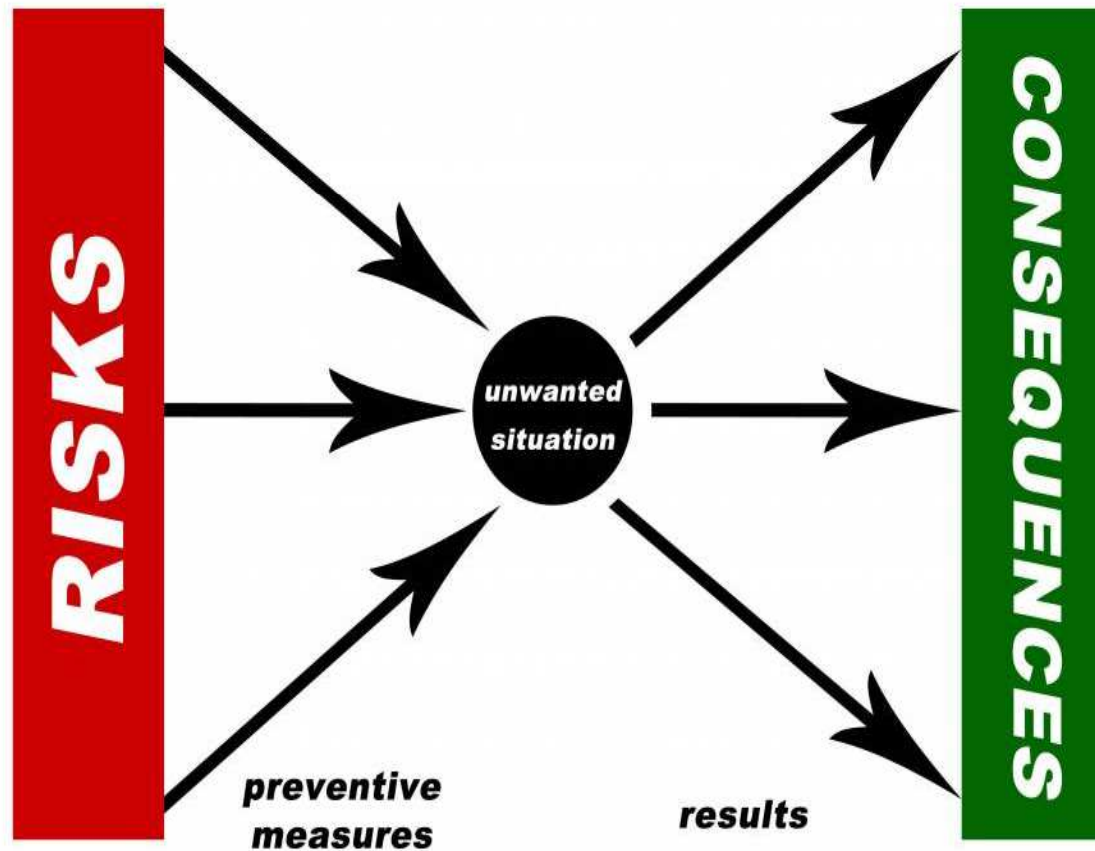 RISKS
unwanted
situation
CONSEQUENCES
preventive
measures
results